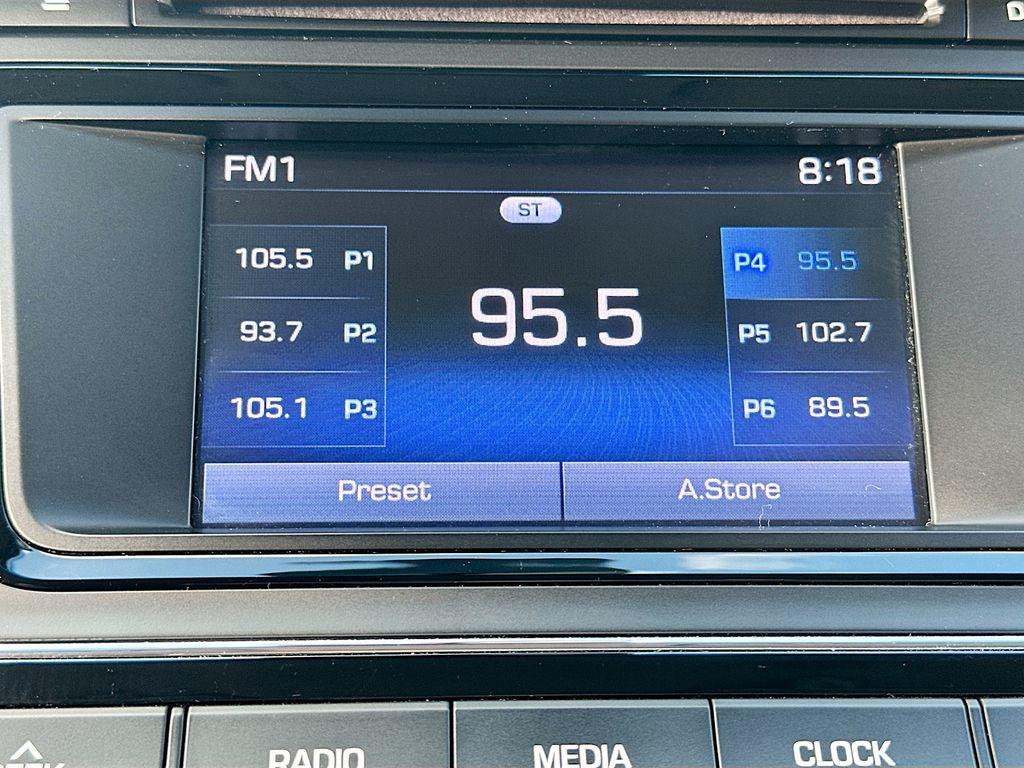 FM1 8:18
ST
105.5 P1
93.7 P2
105.1 P3
95.5
P4 95.5
P5 102.7
P6 89.5
Preset A.Store
RADIO MEDIA CLOCK